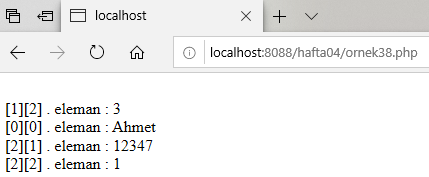 localhost
localhost:8088/hafta04/ornek38.php
[1][2] . eleman : 3
[0][0] . eleman : Ahmet
[2][1] . eleman : 12347
[2][2] . eleman : 1